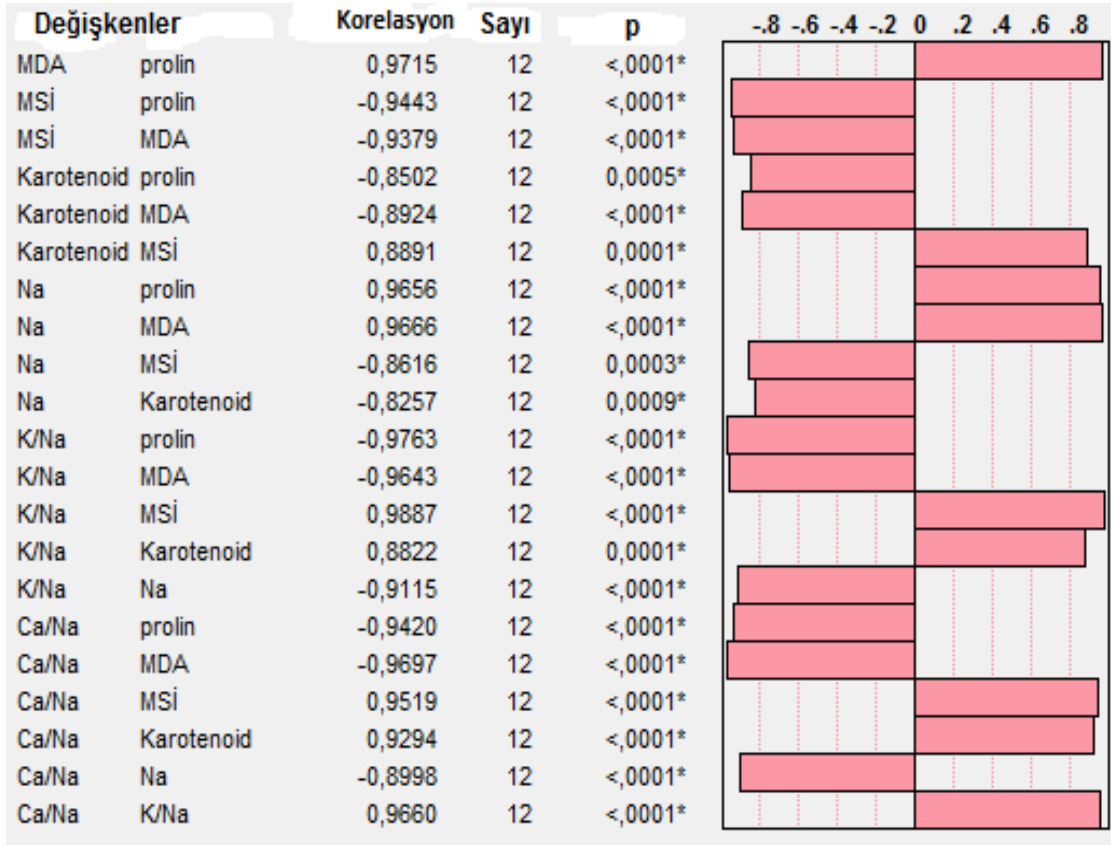 Değişkenler Korelasyon Sayı p -.8 -.6 -.4 -.2 0 .2 .4 .6 .8
MDA prolin 0,9715 12 <,0001*
MSİ prolin -0,9443 12 <,0001*
MSİ MDA -0,9379 12 <,0001*
Karotenoid prolin -0,8502 12 0,0005*
Karotenoid MDA -0,8924 12 <,0001*
Karotenoid MSİ 0,8891 12 0,0001*
Na prolin 0,9656 12 <,0001*
Na MDA 0,9666 12 <,0001*
Na MSİ -0,8616 12 0,0003*
Na Karotenoid -0,8257 12 0,0009*
K/Na prolin -0,9763 12 <,0001*
K/Na MDA -0,9643 12 <,0001*
K/Na MSİ 0,9887 12 <,0001*
K/Na Karotenoid 0,8822 12 0,0001*
K/Na Na -0,9115 12 <,0001*
Ca/Na prolin -0,9420 12 <,0001*
Ca/Na MDA -0,9697 12 <,0001*
Ca/Na MSİ 0,9519 12 <,0001*
Ca/Na Karotenoid 0,9294 12 <,0001*
Ca/Na Na -0,8998 12 <,0001*
Ca/Na K/Na 0,9660 12 <,0001*